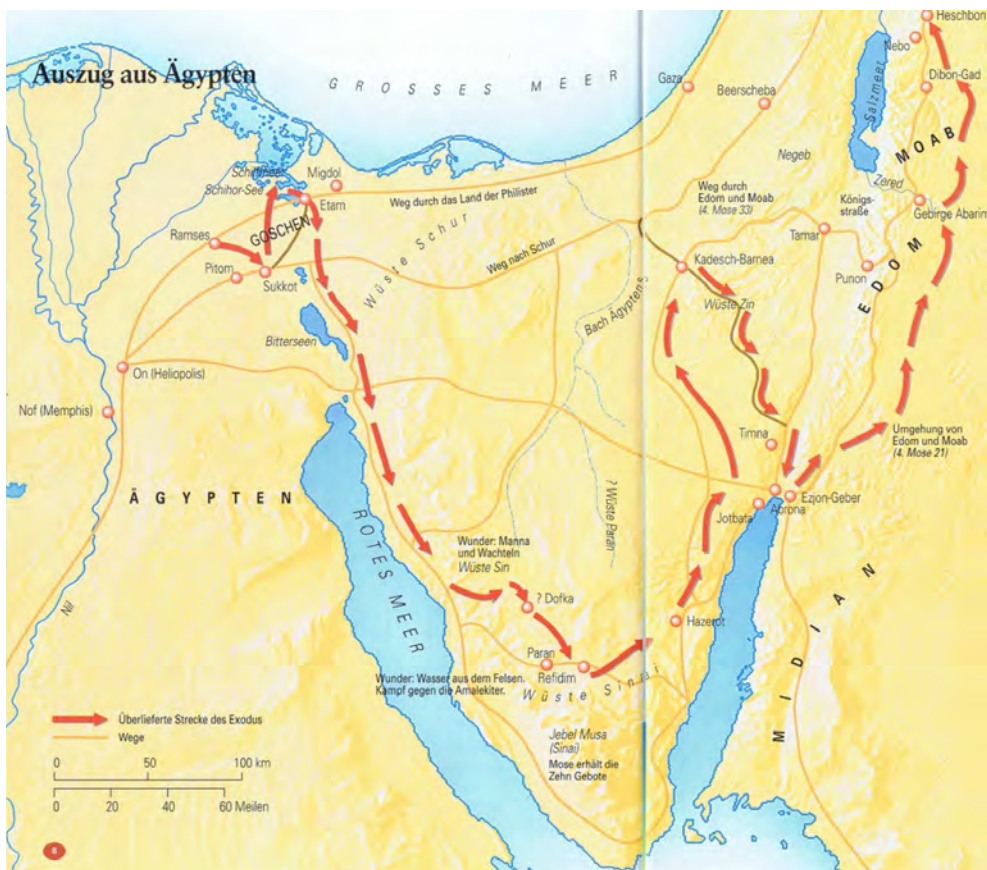 Auszug aus Ägypten
GROSSES MEER
Gaza
Beerscheba
Heschbon
Nebo
Dibon-Gad
Salzmeer
MOAB
Negeb
Zered
Schilfmeer
Schihor-See
Migdol
Etam
Weg durch das Land der Philister
Weg durch
Edom und Moab
(4. Mose 33)
Königs-
straße
Gebirge Abarim
Ramses
GOSCHEN
Pitom
Sukkot
Wüste Schur
Weg nach Schur
Tamar
Kadesch-Barnea
Punon
EDOM
Wüste Zin
Bach Ägyptens
Bitterseen
On (Heliopolis)
Nof (Memphis)
Timna
Umgehung von
Edom und Moab
(4. Mose 21)
ÄGYPTEN
Jotbata
Abrona
Ezjon-Geber
ROTES MEER
? Wüste Paran
Wunder: Manna
und Wachteln
Wüste Sin
MIDIAN
Nil
? Dofka
Hazerot
Paran
Refidim
Wunder: Wasser aus dem Felsen.
Kampf gegen die Amalekiter.
Wüste Sinai
Jebel Musa
(Sinai)
Mose erhält die
Zehn Gebote
Überlieferte Strecke des Exodus
Wege
0 50 100 km
0 20 40 60 Meilen